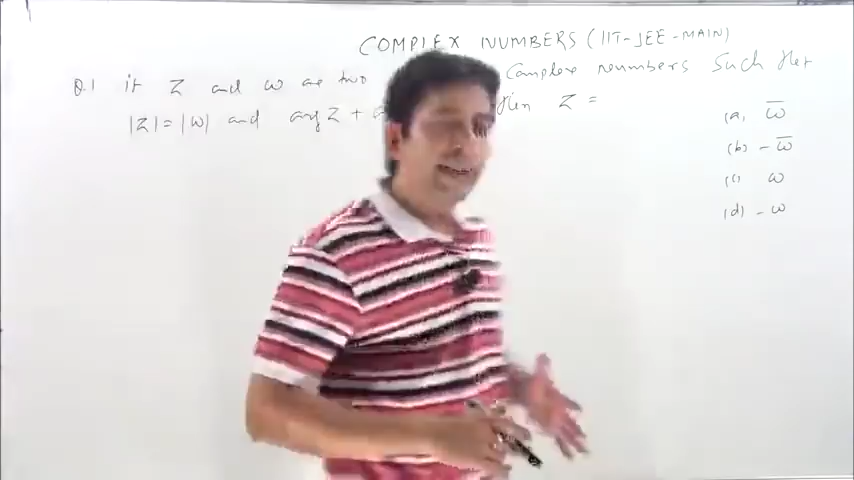 COMPLEX NUMBERS (IIT-JEE-MAIN)
Q.1 if Z and ω are two Complex numbers Such that
|Z| = |ω| and arg Z + Z =
(a) ω̅
(b) - ω̅
(c) ω
(d) - ω